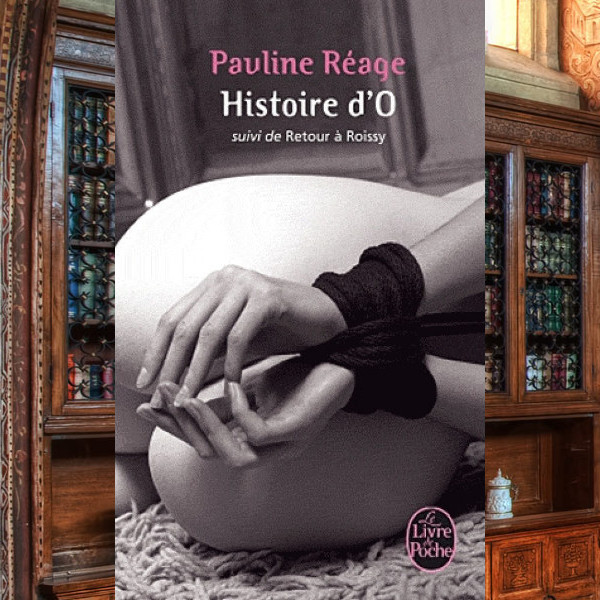 Pauline Réage
Histoire d'O
suivi de Retour à Roissy
Le
Livre
de
Poche